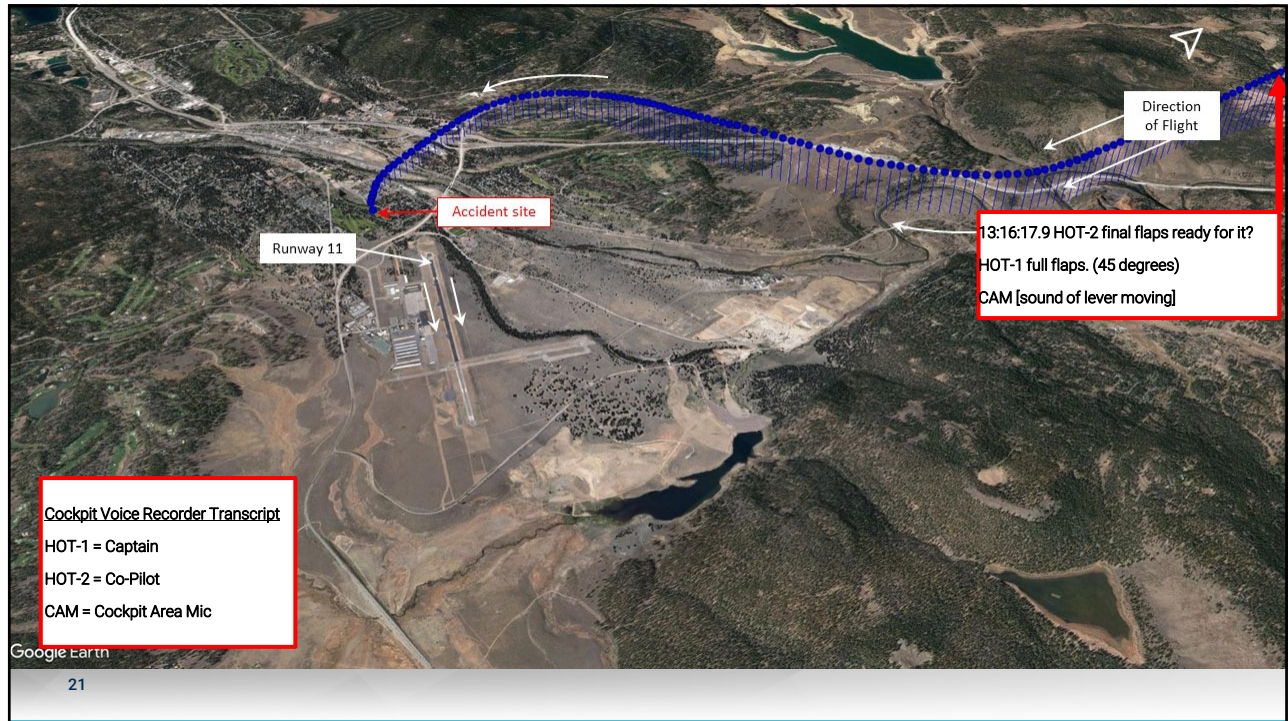 Direction
of Flight
Accident site
Runway 11
13:16:17.9 HOT-2 final flaps ready for it?
HOT-1 full flaps. (45 degrees)
CAM [sound of lever moving]
Cockpit Voice Recorder Transcript
HOT-1 = Captain
HOT-2 = Co-Pilot
CAM = Cockpit Area Mic
Google Earth
21